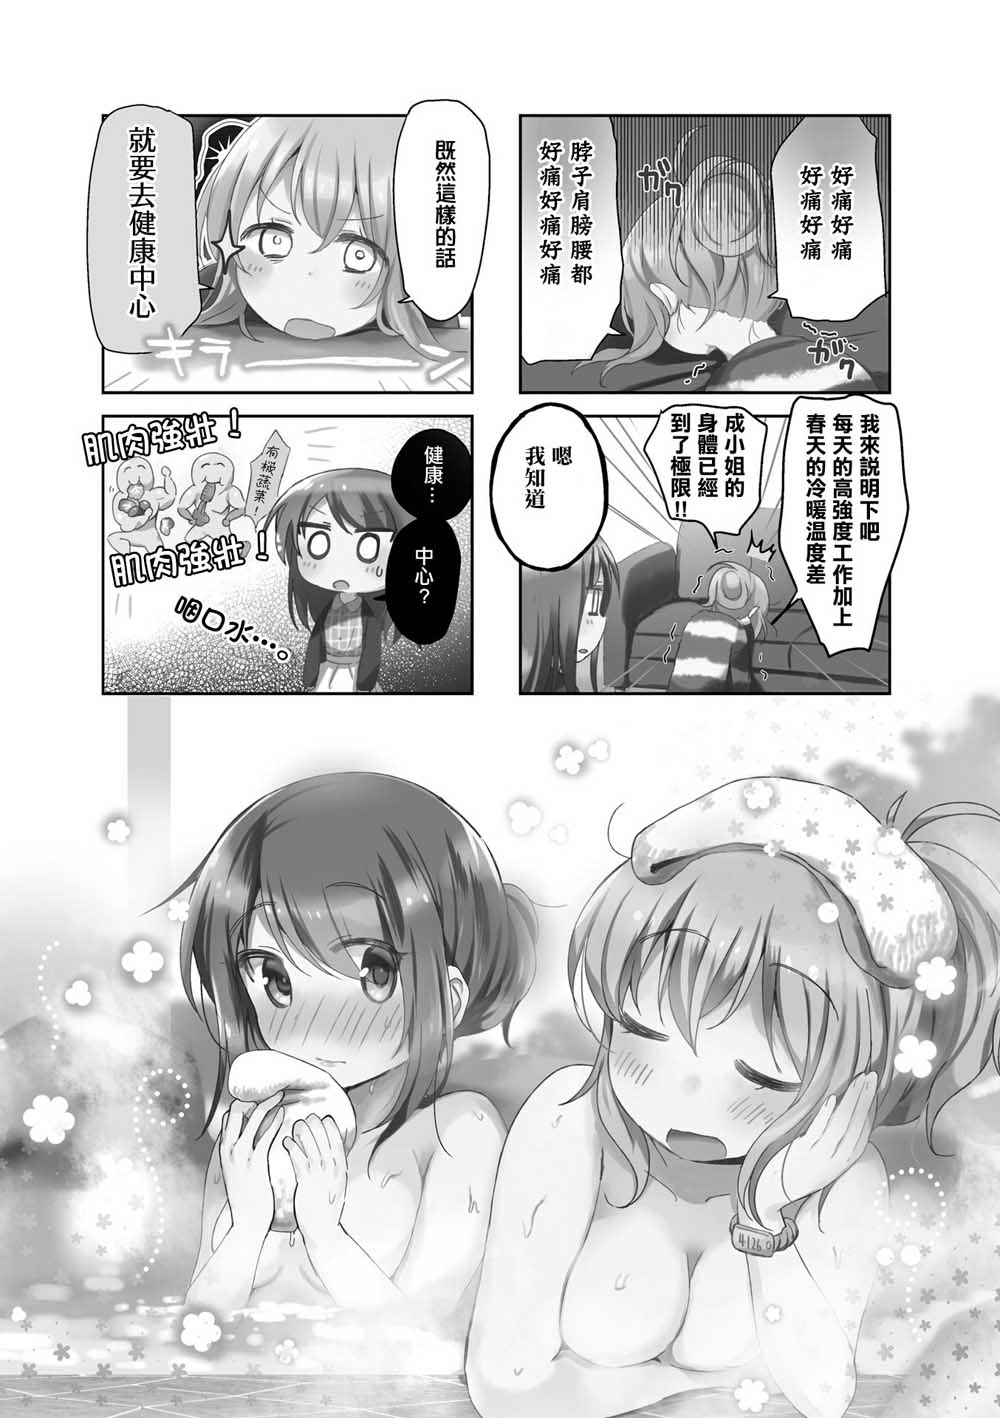 好痛好痛
好痛好痛
脖子肩膀腰都
好痛好痛好痛
ガク
ガク
我來説明下吧
每天的高強度工作加上
春天的冷暖温度差
成小姐的
身體已經
到了極限!!
嗯
我知道
既然這樣的話
就要去健康中心
キラーン
健康…
中心?
有機蔬菜!
肌肉強壯!
肌肉強壯!
咽口水…。
4126